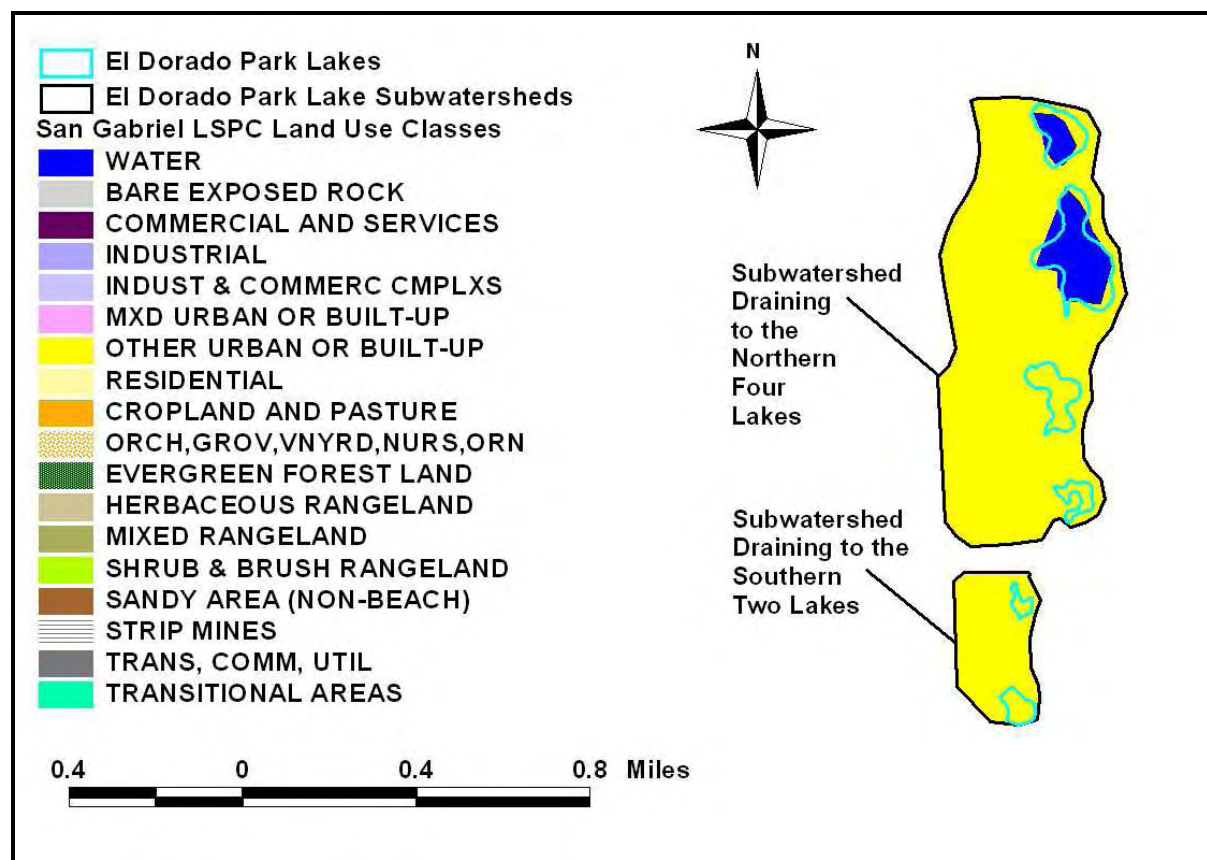 El Dorado Park Lakes
El Dorado Park Lake Subwatersheds
San Gabriel LSPC Land Use Classes
WATER
BARE EXPOSED ROCK
COMMERCIAL AND SERVICES
INDUSTRIAL
INDUST & COMMERC CMPLXS
MXD URBAN OR BUILT-UP
OTHER URBAN OR BUILT-UP
RESIDENTIAL
CROPLAND AND PASTURE
ORCH,GROV,VNYRD,NURS,ORN
EVERGREEN FOREST LAND
HERBACEOUS RANGELAND
MIXED RANGELAND
SHRUB & BRUSH RANGELAND
SANDY AREA (NON-BEACH)
STRIP MINES
TRANS, COMM, UTIL
TRANSITIONAL AREAS
0.4 0 0.4 0.8 Miles
N
Subwatershed
Draining
to the
Northern
Four
Lakes
Subwatershed
Draining to the
Southern
Two Lakes